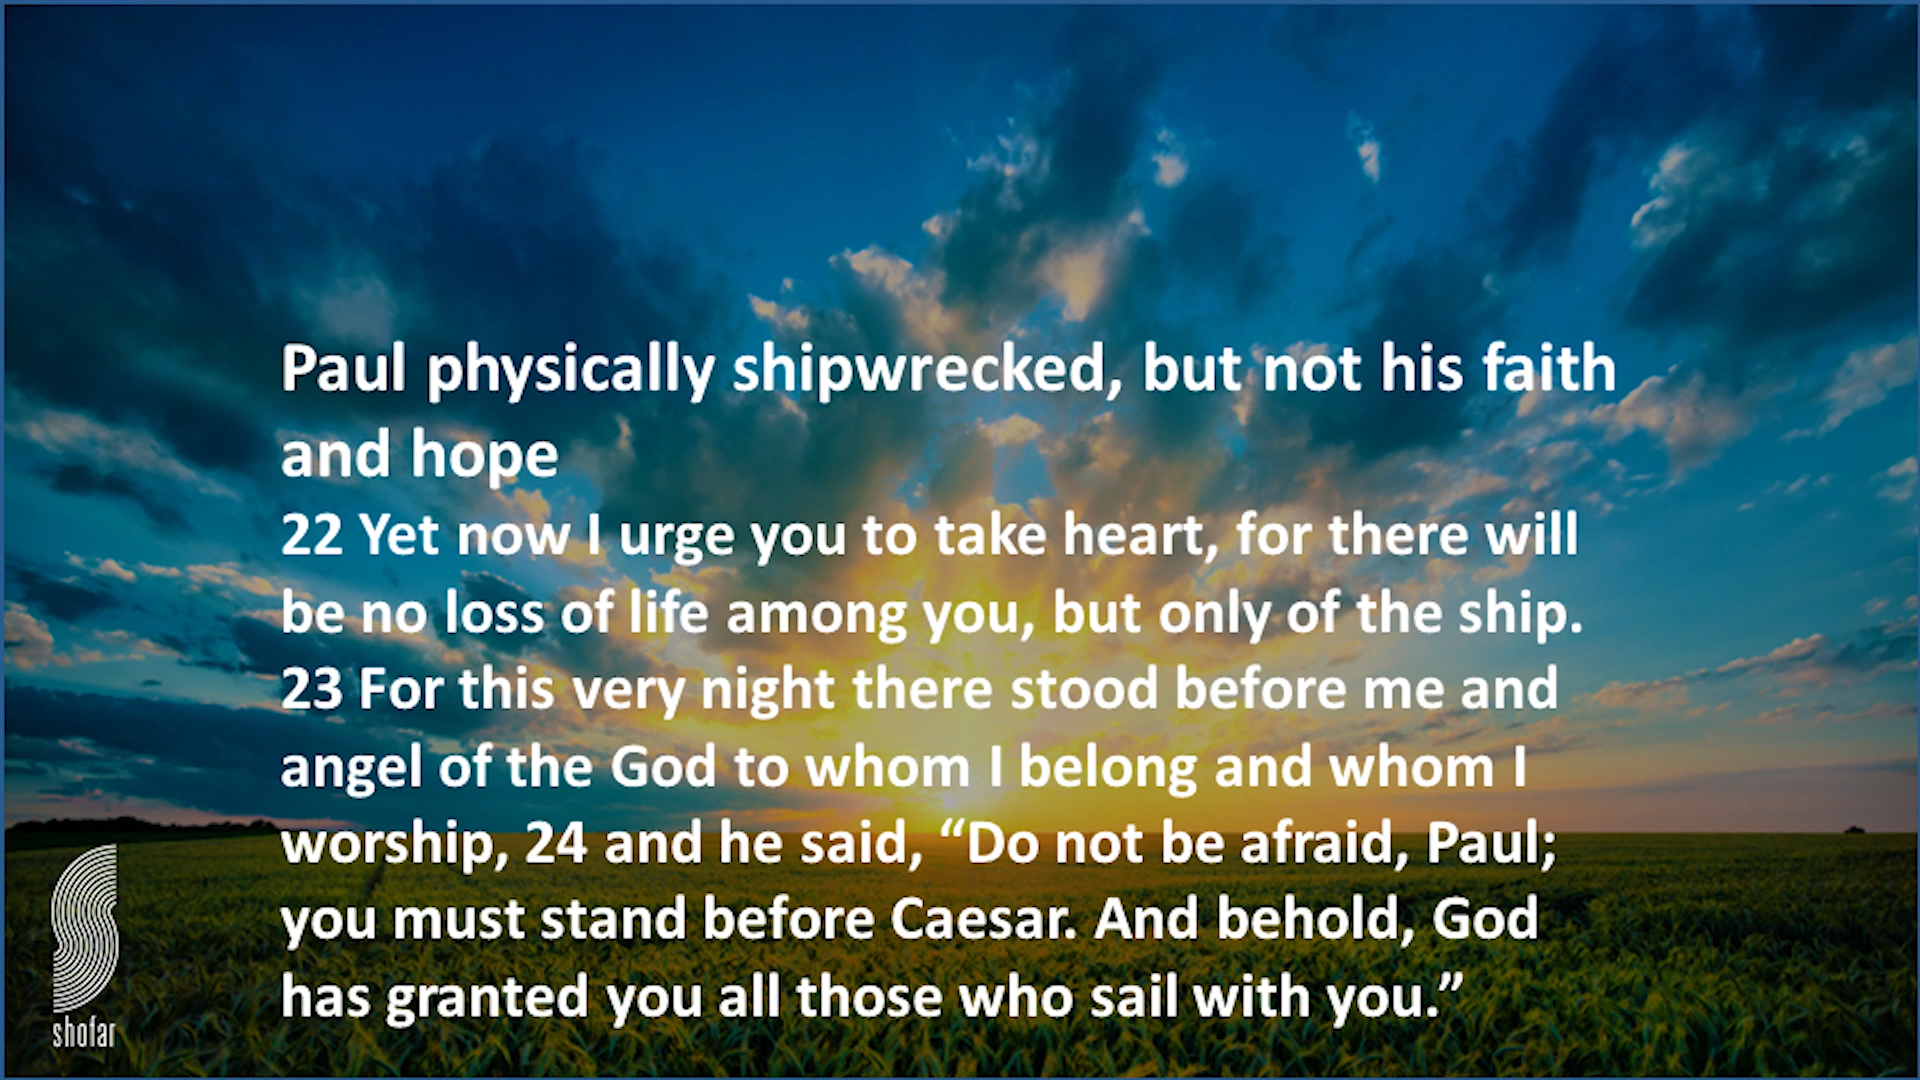 Paul physically shipwrecked, but not his faith
and hope
22 Yet now I urge you to take heart, for there will
be no loss of life among you, but only of the ship.
23 For this very night there stood before me and
angel of the God to whom I belong and whom I
worship, 24 and he said, “Do not be afraid, Paul;
you must stand before Caesar. And behold, God
has granted you all those who sail with you.”
shofar